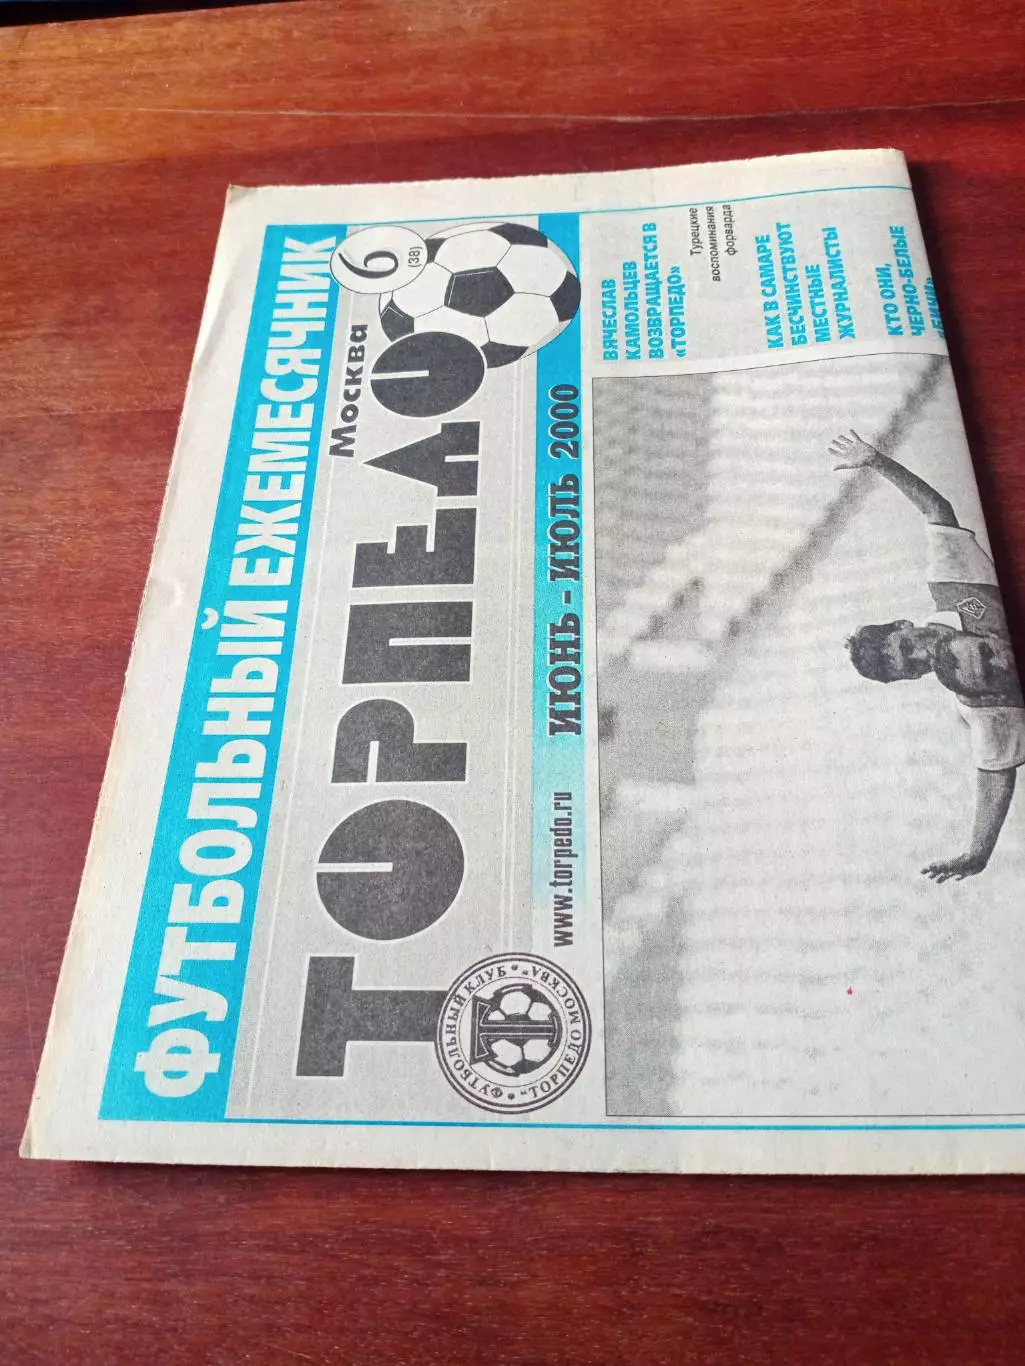 ФУТБОЛЬНЫЙ ЕЖЕМЕСЯЧНИК
Москва
6
(38)
ТОРПЕДО
ФУТБОЛЬНЫЙ КЛУБ
"ТОРПЕДО МОСКВА"
www.torpedo.ru
ИЮНЬ - ИЮЛЬ 2000
ВЯЧЕСЛАВ
КАМОЛЬЦЕВ
ВОЗВРАЩАЕТСЯ В
«ТОРПЕДО»
Турецкие
воспоминания
форварда
КАК В САМАРЕ
БЕСЧИНСТВУЮТ
МЕСТНЫЕ
ЖУРНАЛИСТЫ
КТО ОНИ,
ЧЕРНО-БЕЛЫЕ